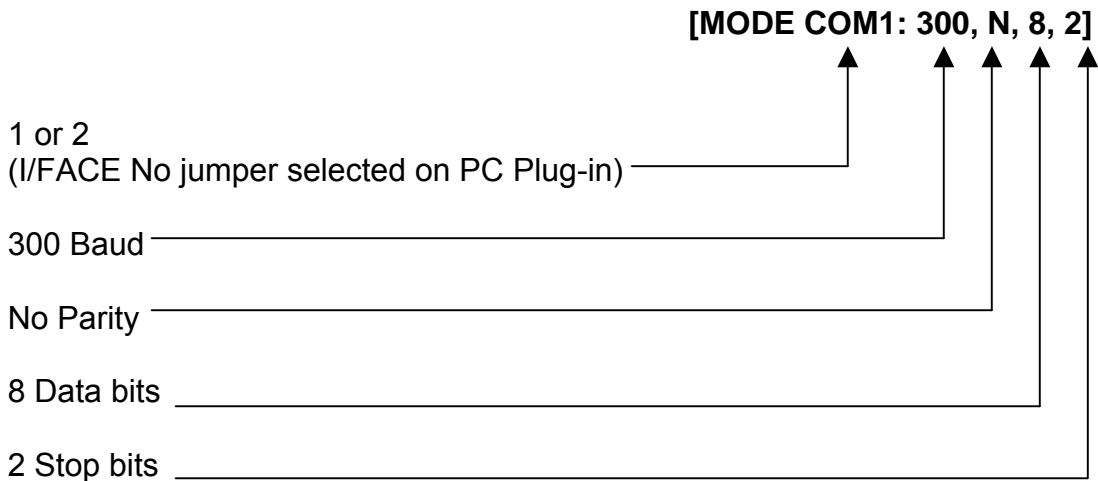 [MODE COM1: 300, N, 8, 2]
1 or 2
(I/FACE No jumper selected on PC Plug-in)
300 Baud
No Parity
8 Data bits
2 Stop bits